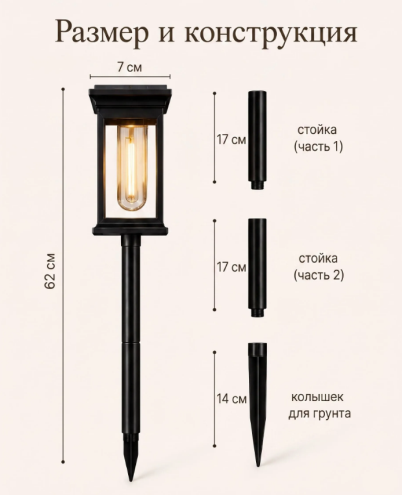 Размер и конструкция
7 см
62 см
17 см
стойка
(часть 1)
17 см
стойка
(часть 2)
14 см
колышек
для грунта